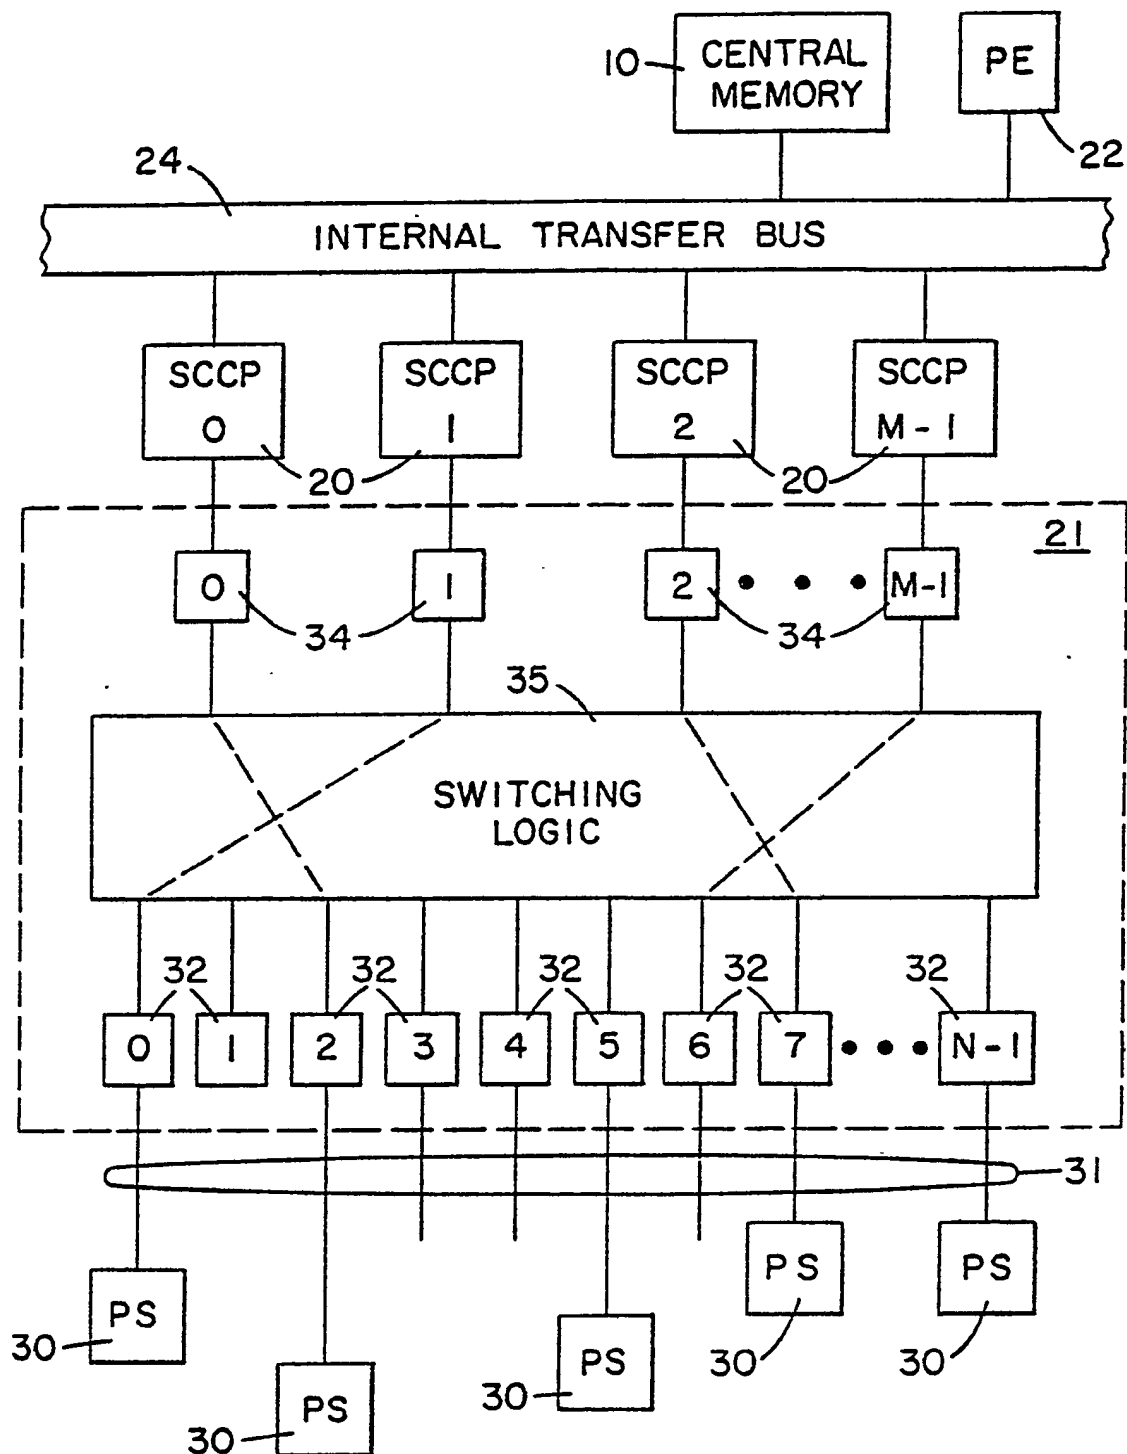 10
CENTRAL
MEMORY
PE
22
24
INTERNAL TRANSFER BUS
SCCP
0
SCCP
1
SCCP
2
SCCP
M-1
20
20
21
0
1
2
M-1
34
34
35
SWITCHING
LOGIC
32
32
32
32
32
0
1
2
3
4
5
6
7
N-1
31
PS
PS
PS
PS
PS
30
30
30
30
30